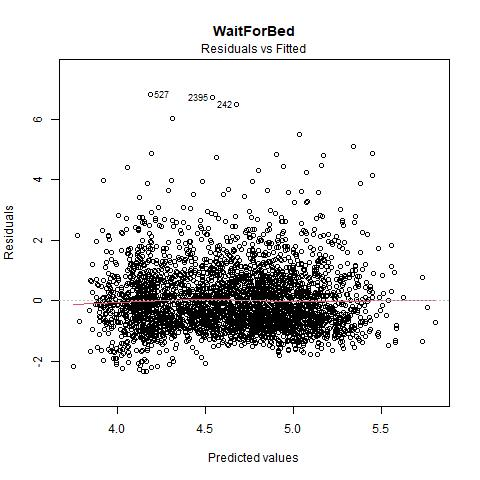 WaitForBed
Residuals vs Fitted
527
2395
242
6
4
2
0
-2
Residuals
4.0 4.5 5.0 5.5
Predicted values